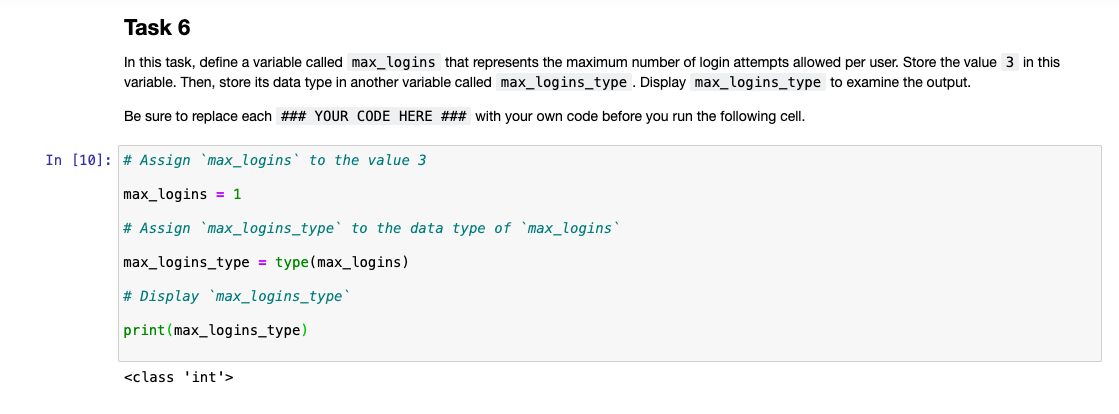 Task 6
In this task, define a variable called max_logins that represents the maximum number of login attempts allowed per user. Store the value 3 in this
variable. Then, store its data type in another variable called max_logins_type . Display max_logins_type to examine the output.
Be sure to replace each ### YOUR CODE HERE ### with your own code before you run the following cell.
In [10]: # Assign `max_logins` to the value 3
max_logins = 1
# Assign `max_logins_type` to the data type of `max_logins`
max_logins_type = type(max_logins)
# Display `max_logins_type`
print(max_logins_type)
<class 'int'>